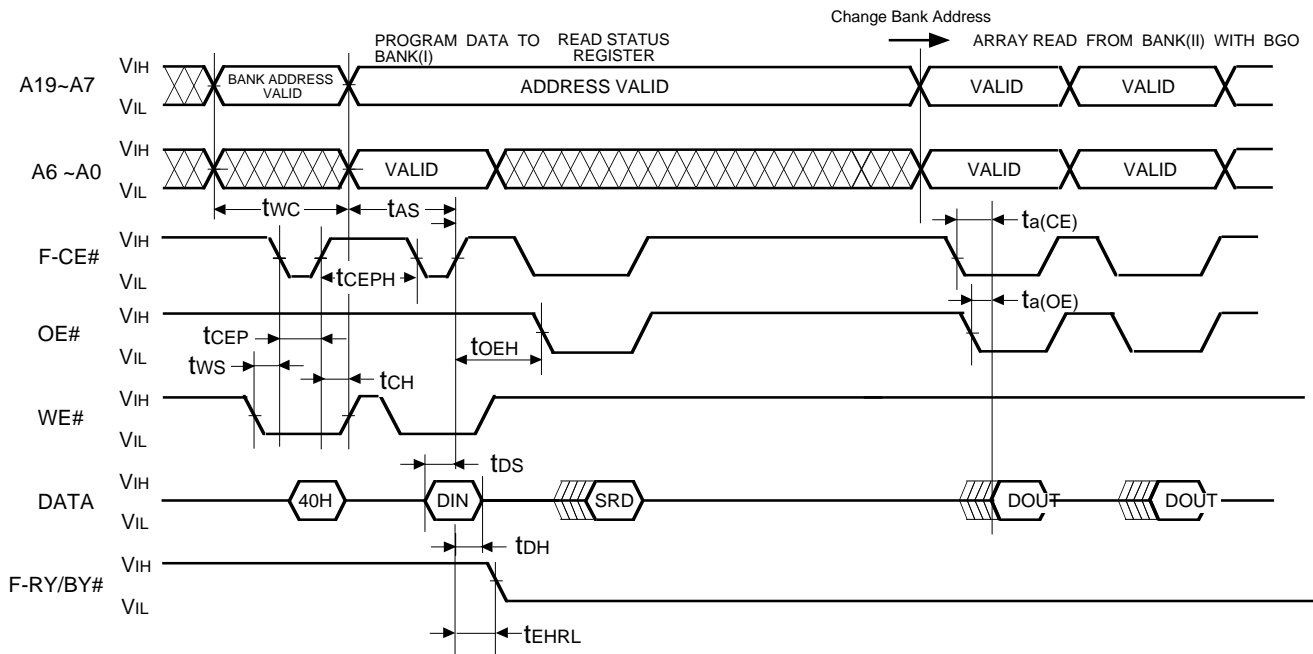 Change Bank Address
PROGRAM DATA TO BANK(I)
READ STATUS REGISTER
ARRAY READ FROM BANK(II) WITH BGO
A19~A7
VIH
VIL
BANK ADDRESS VALID
ADDRESS VALID
VALID
VALID
A6 ~A0
VIH
VIL
VALID
VALID
VALID
tWC
tAS
ta(CE)
F-CE#
VIH
VIL
tCEPH
ta(OE)
OE#
VIH
VIL
tCEP
tOEH
tWS
tCH
WE#
VIH
VIL
tDS
DATA
VIH
VIL
40H
DIN
SRD
DOUT
DOUT
tDH
F-RY/BY#
VIH
VIL
tEHRL